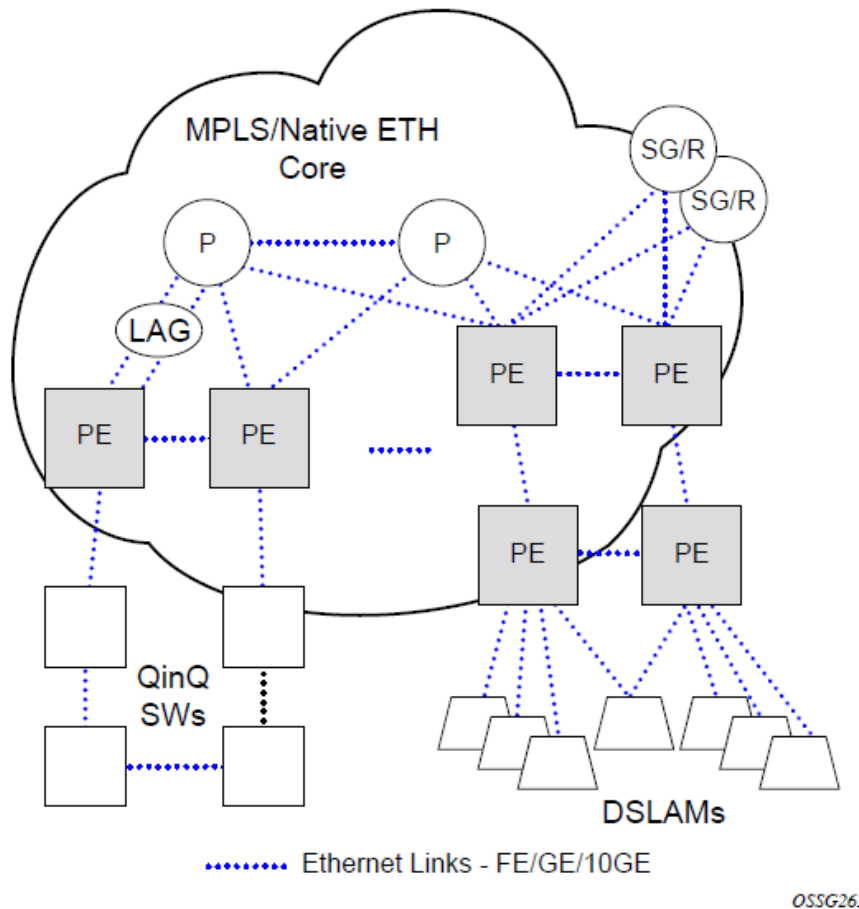 MPLS/Native ETH
Core
SG/R
SG/R
P
P
LAG
PE
PE
PE
PE
PE
PE
QinQ
SWs
DSLAMs
Ethernet Links - FE/GE/10GE